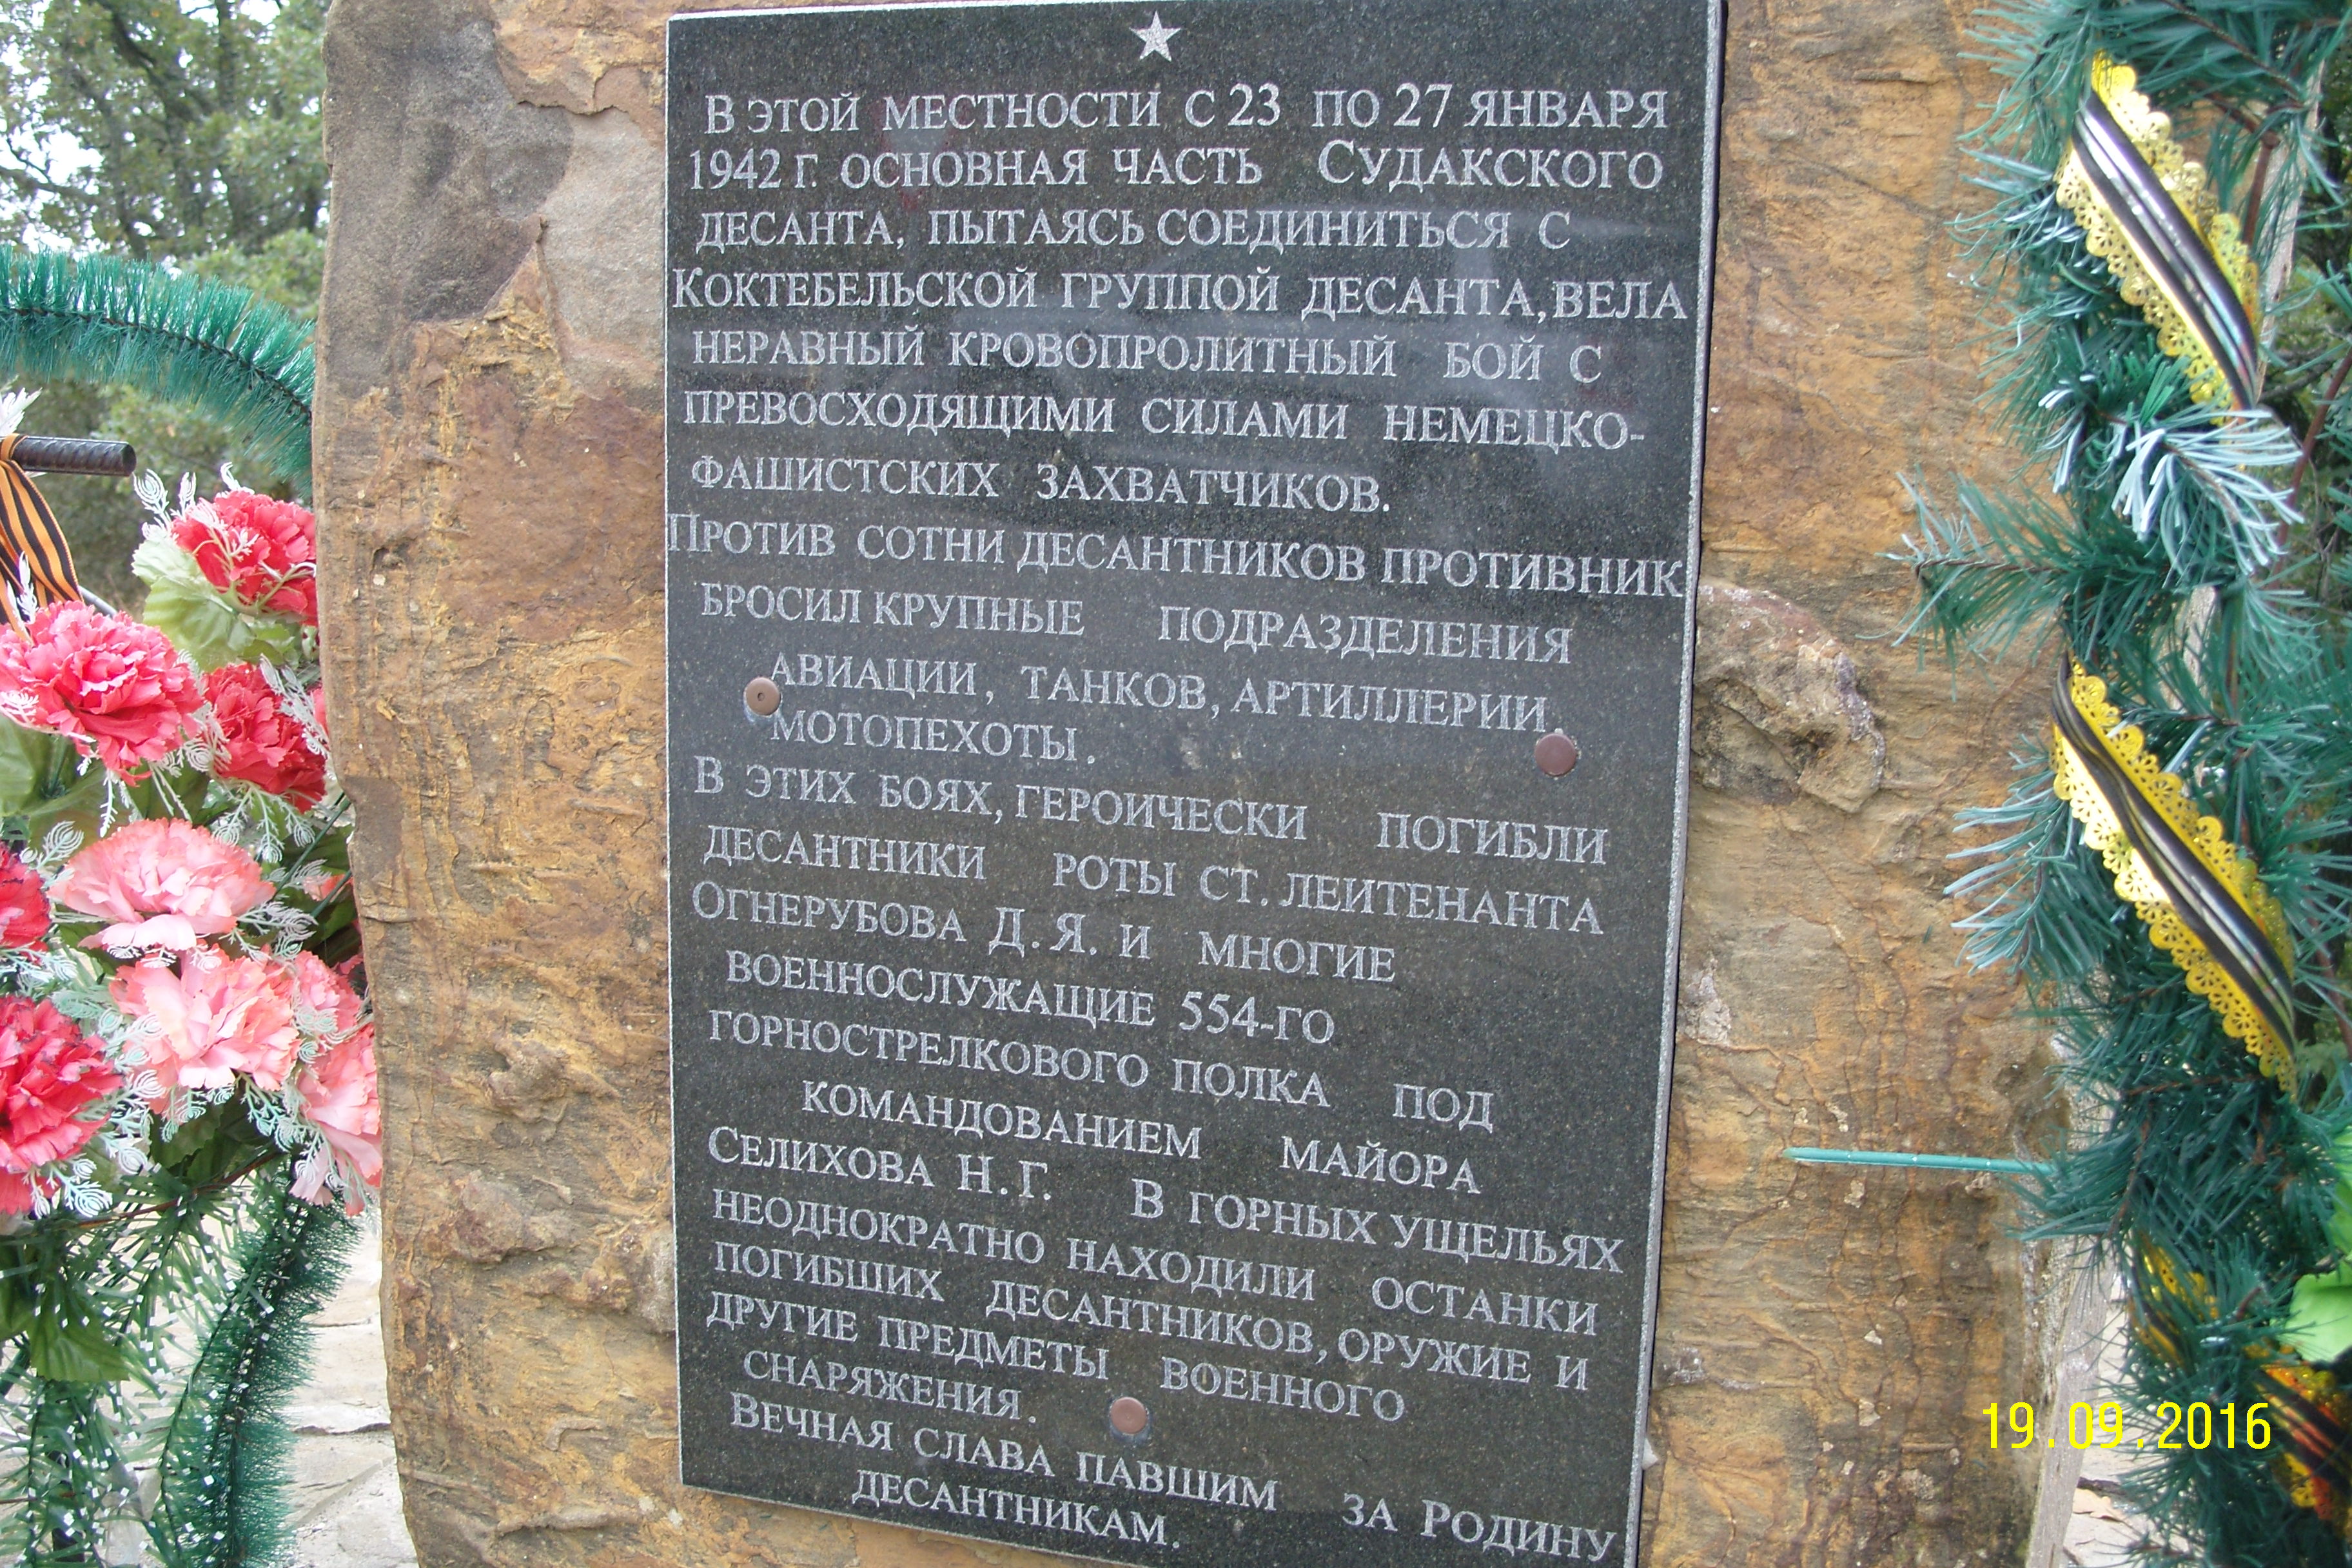 В ЭТОЙ МЕСТНОСТИ С 23 ПО 27 ЯНВАРЯ
1942 Г. ОСНОВНАЯ ЧАСТЬ СУДАКСКОГО
ДЕСАНТА, ПЫТАЯСЬ СОЕДИНИТЬСЯ С
КОКТЕБЕЛЬСКОЙ ГРУППОЙ ДЕСАНТА, ВЕЛА
НЕРАВНЫЙ КРОВОПРОЛИТНЫЙ БОЙ С
ПРЕВОСХОДЯЩИМИ СИЛАМИ НЕМЕЦКО-
ФАШИСТСКИХ ЗАХВАТЧИКОВ.
ПРОТИВ СОТНИ ДЕСАНТНИКОВ ПРОТИВНИК
БРОСИЛ КРУПНЫЕ ПОДРАЗДЕЛЕНИЯ
АВИАЦИИ, ТАНКОВ, АРТИЛЛЕРИИ,
МОТОПЕХОТЫ.
В ЭТИХ БОЯХ, ГЕРОИЧЕСКИ ПОГИБЛИ
ДЕСАНТНИКИ РОТЫ СТ. ЛЕИТЕНАНТА
ОГНЕРУБОВА Д. Я. И МНОГИЕ
ВОЕННОСЛУЖАЩИЕ 554-ГО
ГОРНОСТРЕЛКОВОГО ПОЛКА ПОД
КОМАНДОВАНИЕМ МАЙОРА
СЕЛИХОВА Н. Г. В ГОРНЫХ УЩЕЛЬЯХ
НЕОДНОКРАТНО НАХОДИЛИ ОСТАНКИ
ПОГИБШИХ ДЕСАНТНИКОВ, ОРУЖИЕ И
ДРУГИЕ ПРЕДМЕТЫ ВОЕННОГО
СНАРЯЖЕНИЯ.
ВЕЧНАЯ СЛАВА ПАВШИМ ЗА РОДИНУ
ДЕСАНТНИКАМ.
19.09.2016